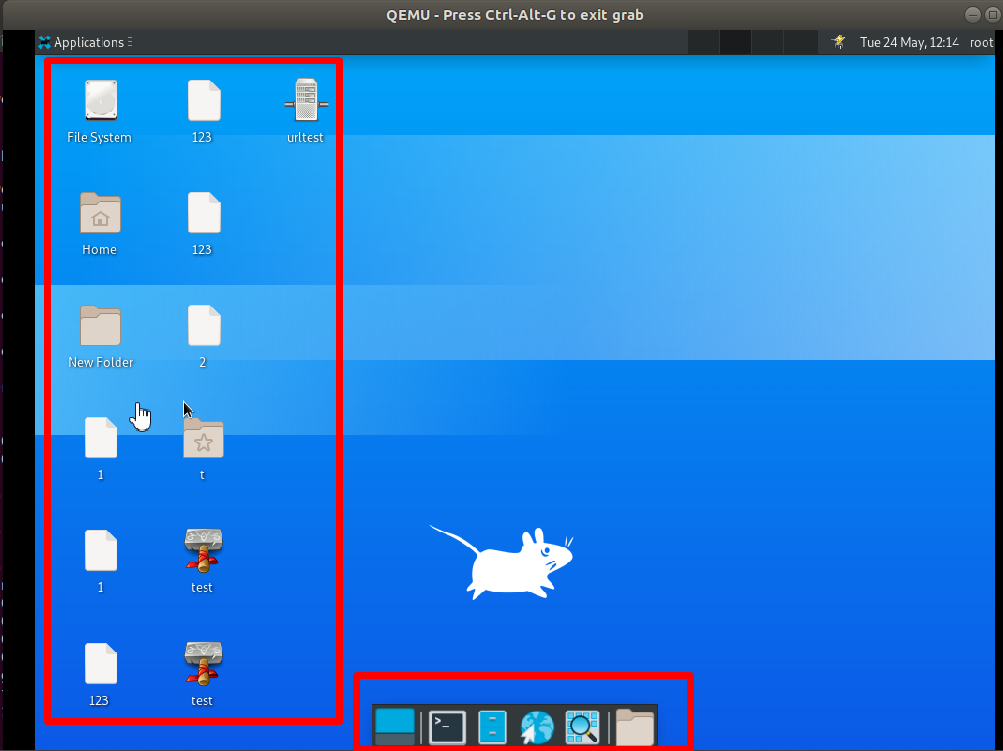 QEMU - Press Ctrl-Alt-G to exit grab
Applications
Tue 24 May, 12:14 root
File System
123
urltest
Home
123
New Folder
2
1
t
1
test
123
test
>_